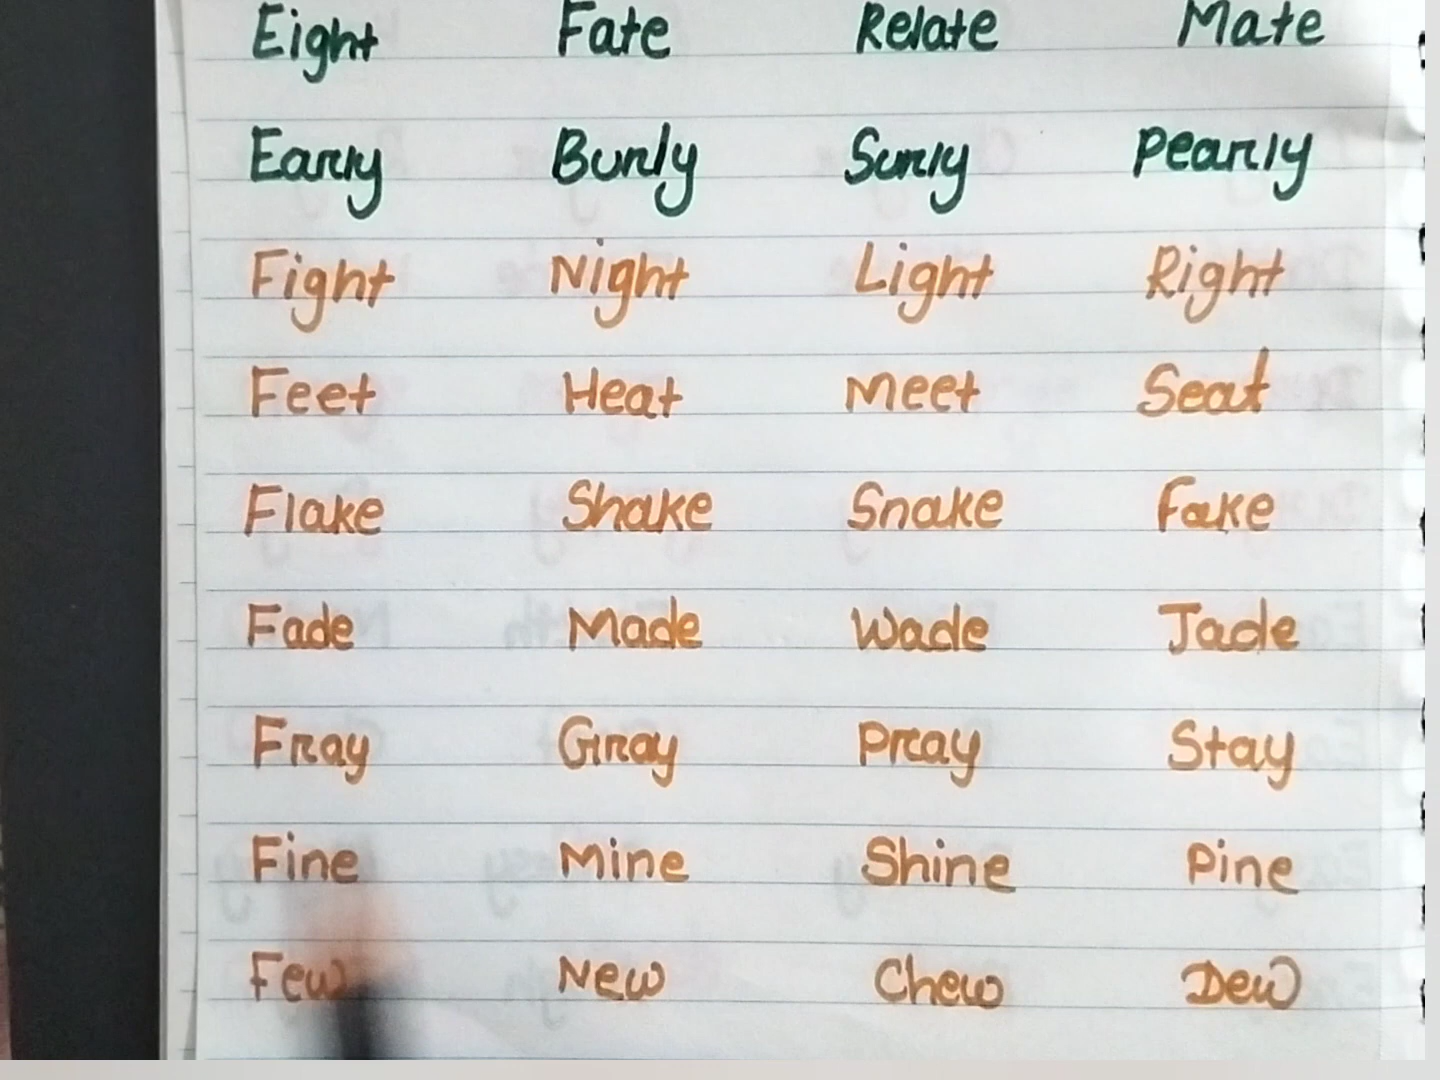 Eight Fate Relate Mate
Early Burly Surly Pearly
Fight Night Light Right
Feet Heat Meet Seat
Flake Shake Snake Fake
Fade Made Wade Jade
Fray Gray Pray Stay
Fine Mine Shine Pine
Few New Chew Dew